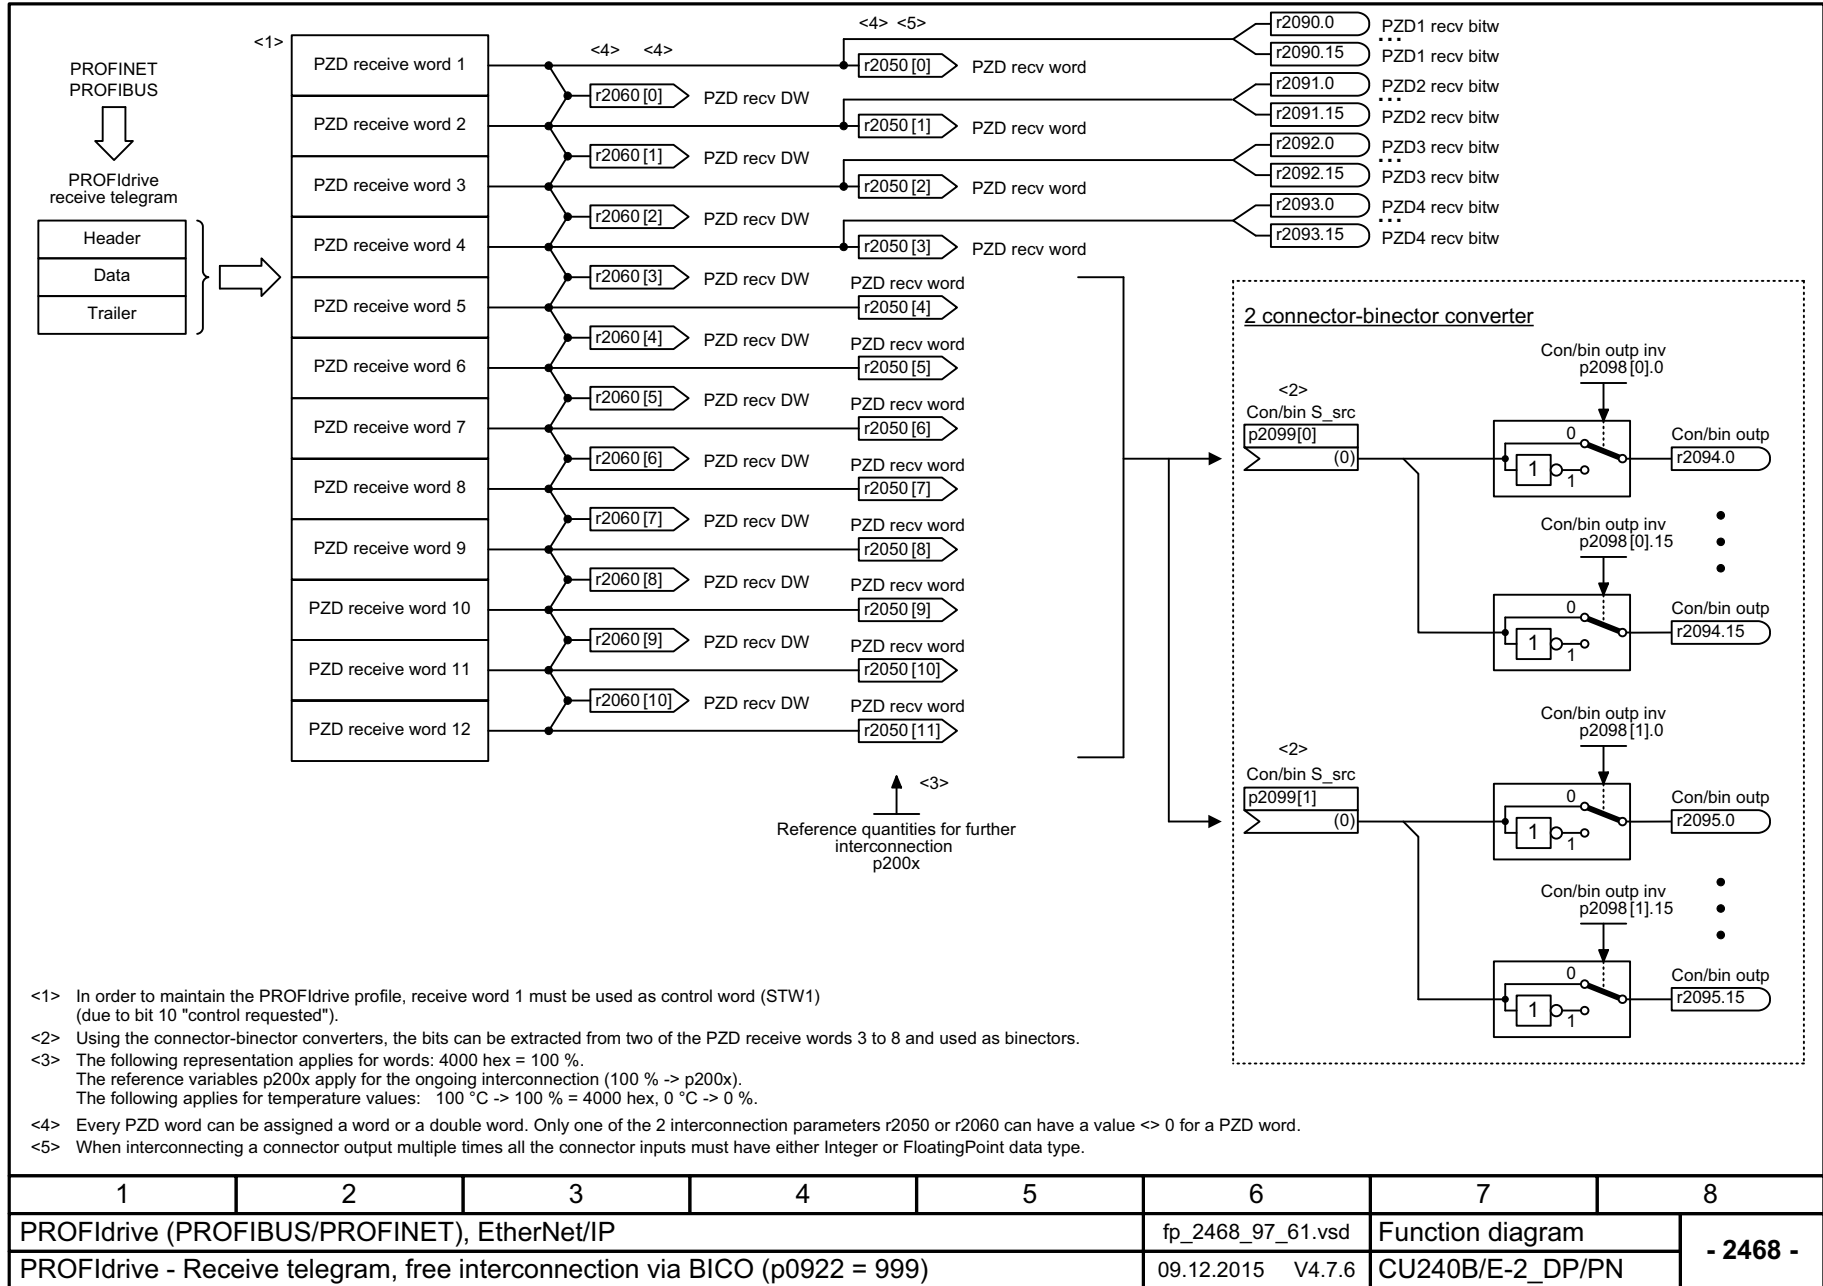 <1>
PROFINET
PROFIBUS
PROFIdrive
receive telegram
Header
Data
Trailer
PZD receive word 1
PZD receive word 2
PZD receive word 3
PZD receive word 4
PZD receive word 5
PZD receive word 6
PZD receive word 7
PZD receive word 8
PZD receive word 9
PZD receive word 10
PZD receive word 11
PZD receive word 12
<4> <4>
r2060 [0] PZD recv DW
r2060 [1] PZD recv DW
r2060 [2] PZD recv DW
r2060 [3] PZD recv DW
r2060 [4] PZD recv DW
r2060 [5] PZD recv DW
r2060 [6] PZD recv DW
r2060 [7] PZD recv DW
r2060 [8] PZD recv DW
r2060 [9] PZD recv DW
r2060 [10] PZD recv DW
<4> <5>
r2050 [0] PZD recv word
r2050 [1] PZD recv word
r2050 [2] PZD recv word
r2050 [3] PZD recv word
PZD recv word
r2050 [4]
PZD recv word
r2050 [5]
PZD recv word
r2050 [6]
PZD recv word
r2050 [7]
PZD recv word
r2050 [8]
PZD recv word
r2050 [9]
PZD recv word
r2050 [10]
PZD recv word
r2050 [11]
<3>
Reference quantities for further
interconnection
p200x
r2090.0 PZD1 recv bitw
...
r2090.15 PZD1 recv bitw
r2091.0 PZD2 recv bitw
...
r2091.15 PZD2 recv bitw
r2092.0 PZD3 recv bitw
...
r2092.15 PZD3 recv bitw
r2093.0 PZD4 recv bitw
...
r2093.15 PZD4 recv bitw
2 connector-binector converter
<2>
Con/bin S_src
p2099[0]
(0)
Con/bin outp inv
p2098 [0].0
0
1
1
Con/bin outp
r2094.0
Con/bin outp inv
p2098 [0].15
0
1
1
Con/bin outp
r2094.15
<2>
Con/bin S_src
p2099[1]
(0)
Con/bin outp inv
p2098 [1].0
0
1
1
Con/bin outp
r2095.0
Con/bin outp inv
p2098 [1].15
0
1
1
Con/bin outp
r2095.15
<1> In order to maintain the PROFIdrive profile, receive word 1 must be used as control word (STW1)
(due to bit 10 "control requested").
<2> Using the connector-binector converters, the bits can be extracted from two of the PZD receive words 3 to 8 and used as binectors.
<3> The following representation applies for words: 4000 hex = 100 %.
The reference variables p200x apply for the ongoing interconnection (100 % -> p200x).
The following applies for temperature values: 100 °C -> 100 % = 4000 hex, 0 °C -> 0 %.
<4> Every PZD word can be assigned a word or a double word. Only one of the 2 interconnection parameters r2050 or r2060 can have a value <> 0 for a PZD word.
<5> When interconnecting a connector output multiple times all the connector inputs must have either Integer or FloatingPoint data type.
1 2 3 4 5 6 7 8
PROFIdrive (PROFIBUS/PROFINET), EtherNet/IP fp_2468_97_61.vsd Function diagram
- 2468 -
PROFIdrive - Receive telegram, free interconnection via BICO (p0922 = 999) 09.12.2015 V4.7.6 CU240B/E-2_DP/PN